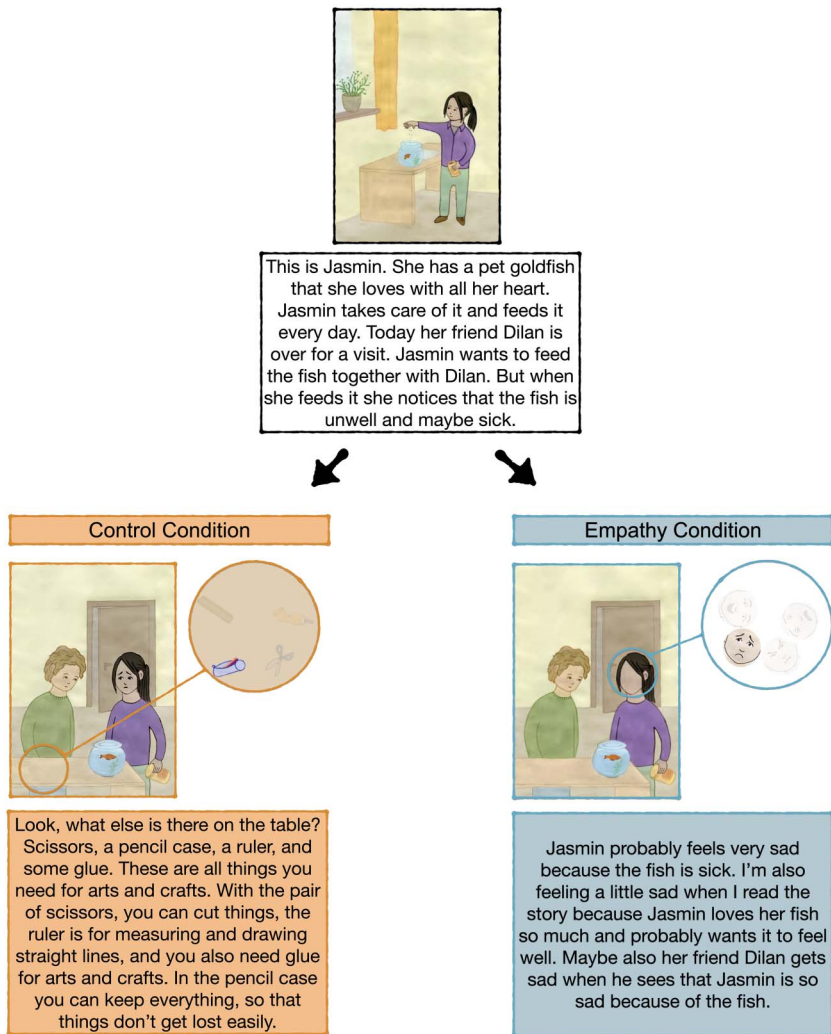 This is Jasmin. She has a pet goldfish
that she loves with all her heart.
Jasmin takes care of it and feeds it
every day. Today her friend Dilan is
over for a visit. Jasmin wants to feed
the fish together with Dilan. But when
she feeds it she notices that the fish is
unwell and maybe sick.
Control Condition
Look, what else is there on the table?
Scissors, a pencil case, a ruler, and
some glue. These are all things you
need for arts and crafts. With the pair
of scissors, you can cut things, the
ruler is for measuring and drawing
straight lines, and you also need glue
for arts and crafts. In the pencil case
you can keep everything, so that
things don’t get lost easily.
Empathy Condition
Jasmin probably feels very sad
because the fish is sick. I’m also
feeling a little sad when I read the
story because Jasmin loves her fish
so much and probably wants it to feel
well. Maybe also her friend Dilan gets
sad when he sees that Jasmin is so
sad because of the fish.